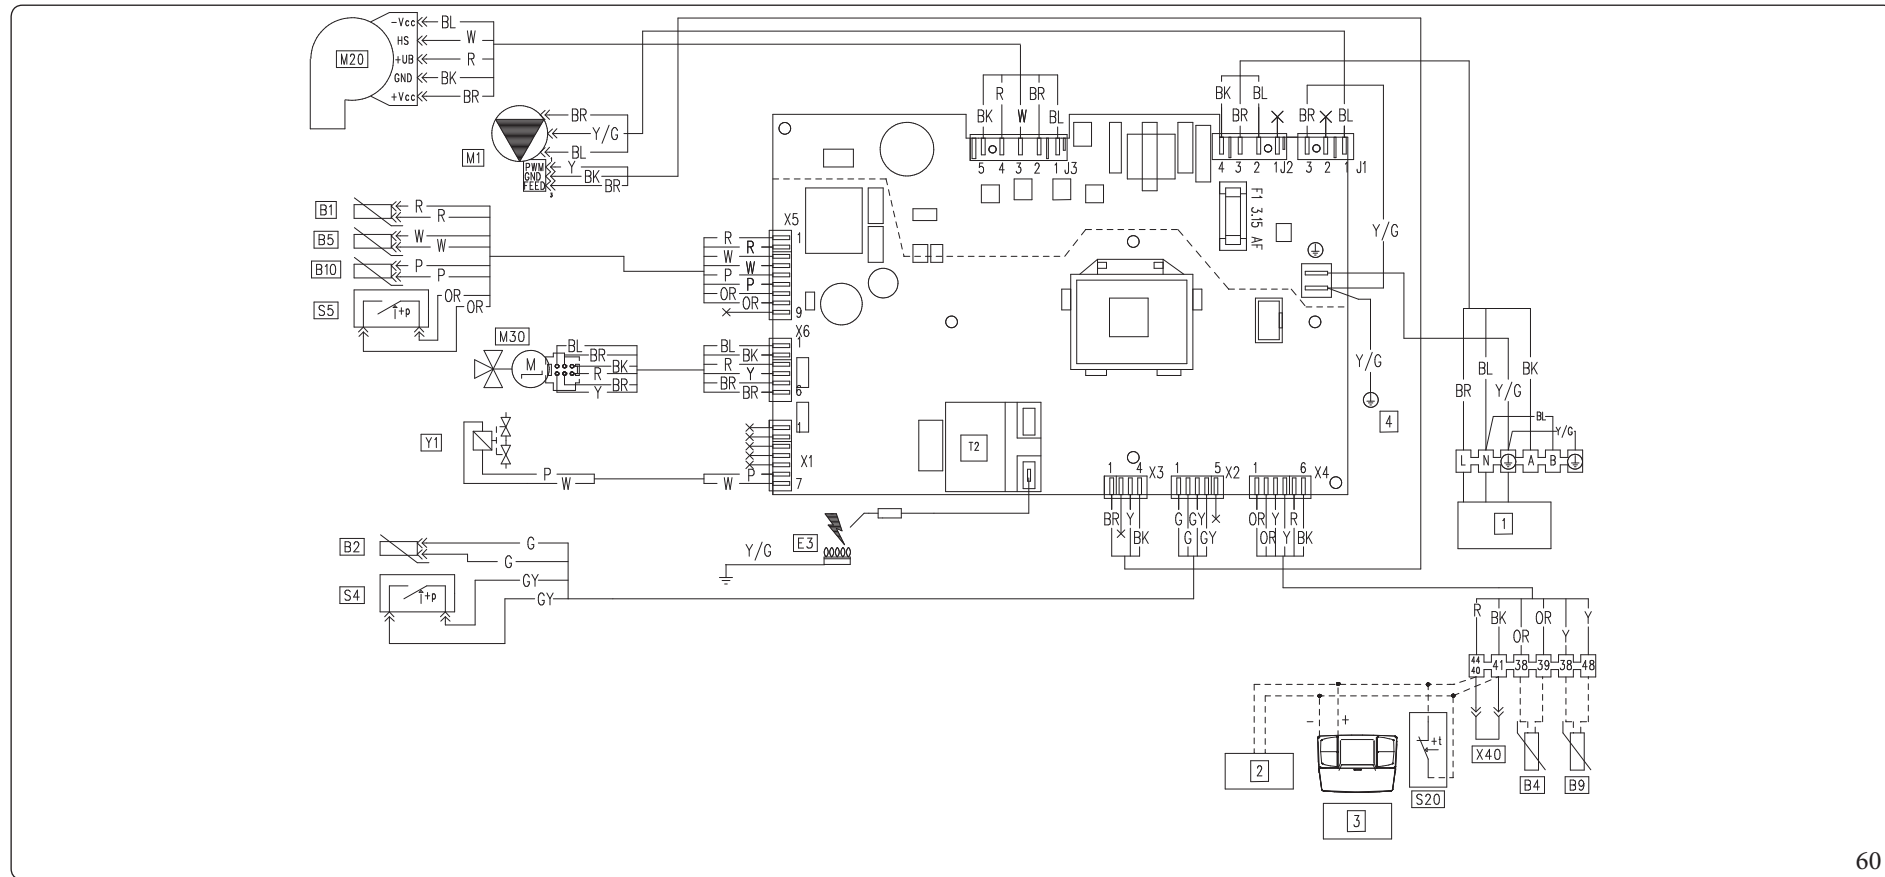 M20
-Vcc BL
HS W
+UB R
GND BK
+Vcc BR
M1
BR
Y/G
BL
PWM Y
GND BK
FEED BR
B1 R
R
B5 W
W
B10 P
P
S5 +p OR
OR
M30
M
BL
BR
BK
R
BR
Y
Y1
P
W
B2 G
G
S4 +p GY
GY
R BR
BK W BL
5 4 3 2 1 J3
BK BL
BR
4 3 2 1 J2
BR BL
3 2 1 J1
F1 3.15 AF
Y/G
Y/G
4
X5
R 1
R
W
W
P
P
OR
OR
9
X6
BL 1
BK
R
Y
BR
BR 6
1
X1
P
W 7
T2
E3
Y/G
1 4 X3
BR Y
BK
1 5 X2
G GY
G GY
1 6 X4
OR Y R
OR Y BK
BL BK
BR Y/G
BL
Y/G
L N A B
1
R BK OR OR Y Y
44
40 41 38 39 38 48
- +
2
3
+t
S20
X40
B4
B9
60